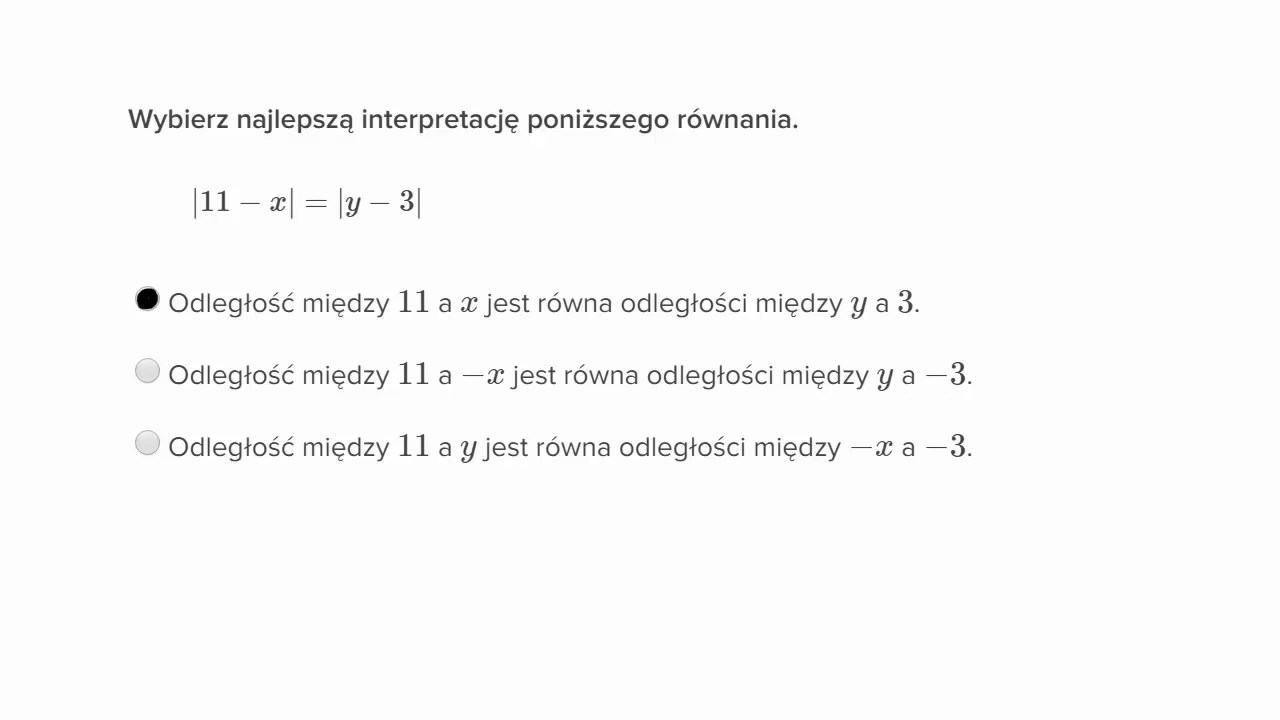 Wybierz najlepszą interpretację poniższego równania.
|11 − x| = |y − 3|
Odległość między 11 a x jest równa odległości między y a 3.
Odległość między 11 a −x jest równa odległości między y a −3.
Odległość między 11 a y jest równa odległości między −x a −3.